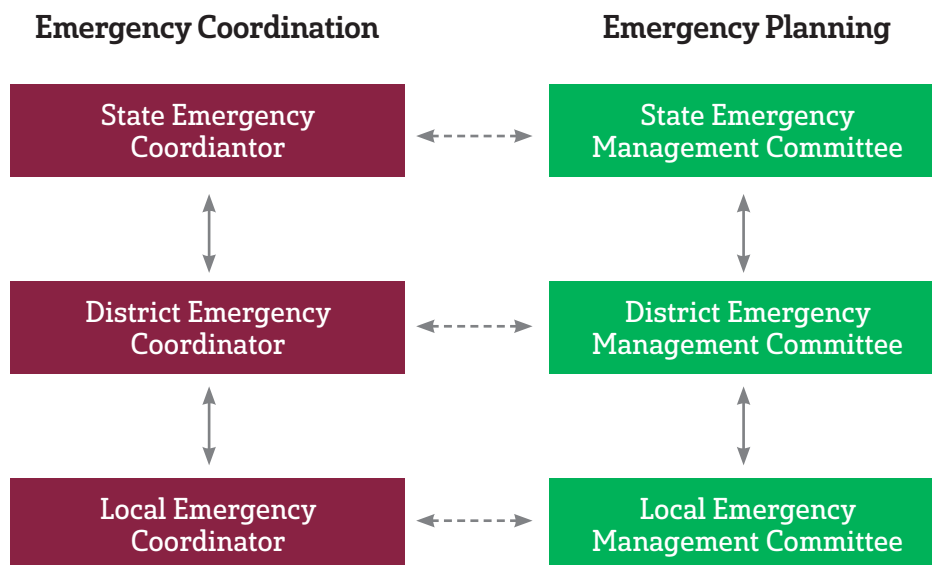 Emergency Coordination
Emergency Planning
State Emergency
Coordiantor
State Emergency
Management Committee
District Emergency
Coordinator
District Emergency
Management Committee
Local Emergency
Coordinator
Local Emergency
Management Committee